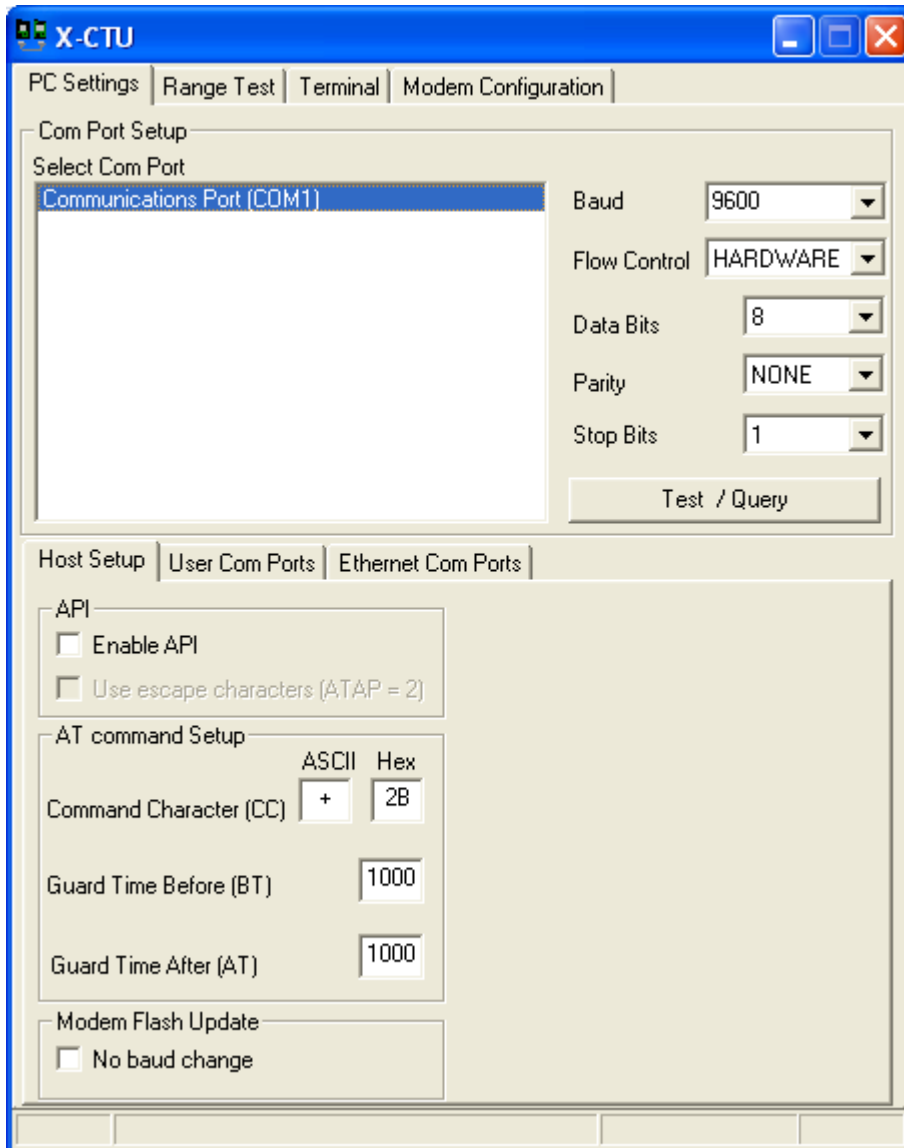 X-CTU
PC Settings Range Test Terminal Modem Configuration
Com Port Setup
Select Com Port
Communications Port (COM1)
Baud 9600
Flow Control HARDWARE
Data Bits 8
Parity NONE
Stop Bits 1
Test / Query
Host Setup User Com Ports Ethernet Com Ports
API
Enable API
Use escape characters (ATAP = 2)
AT command Setup
ASCII Hex
Command Character (CC) + 2B
Guard Time Before (BT) 1000
Guard Time After (AT) 1000
Modem Flash Update
No baud change